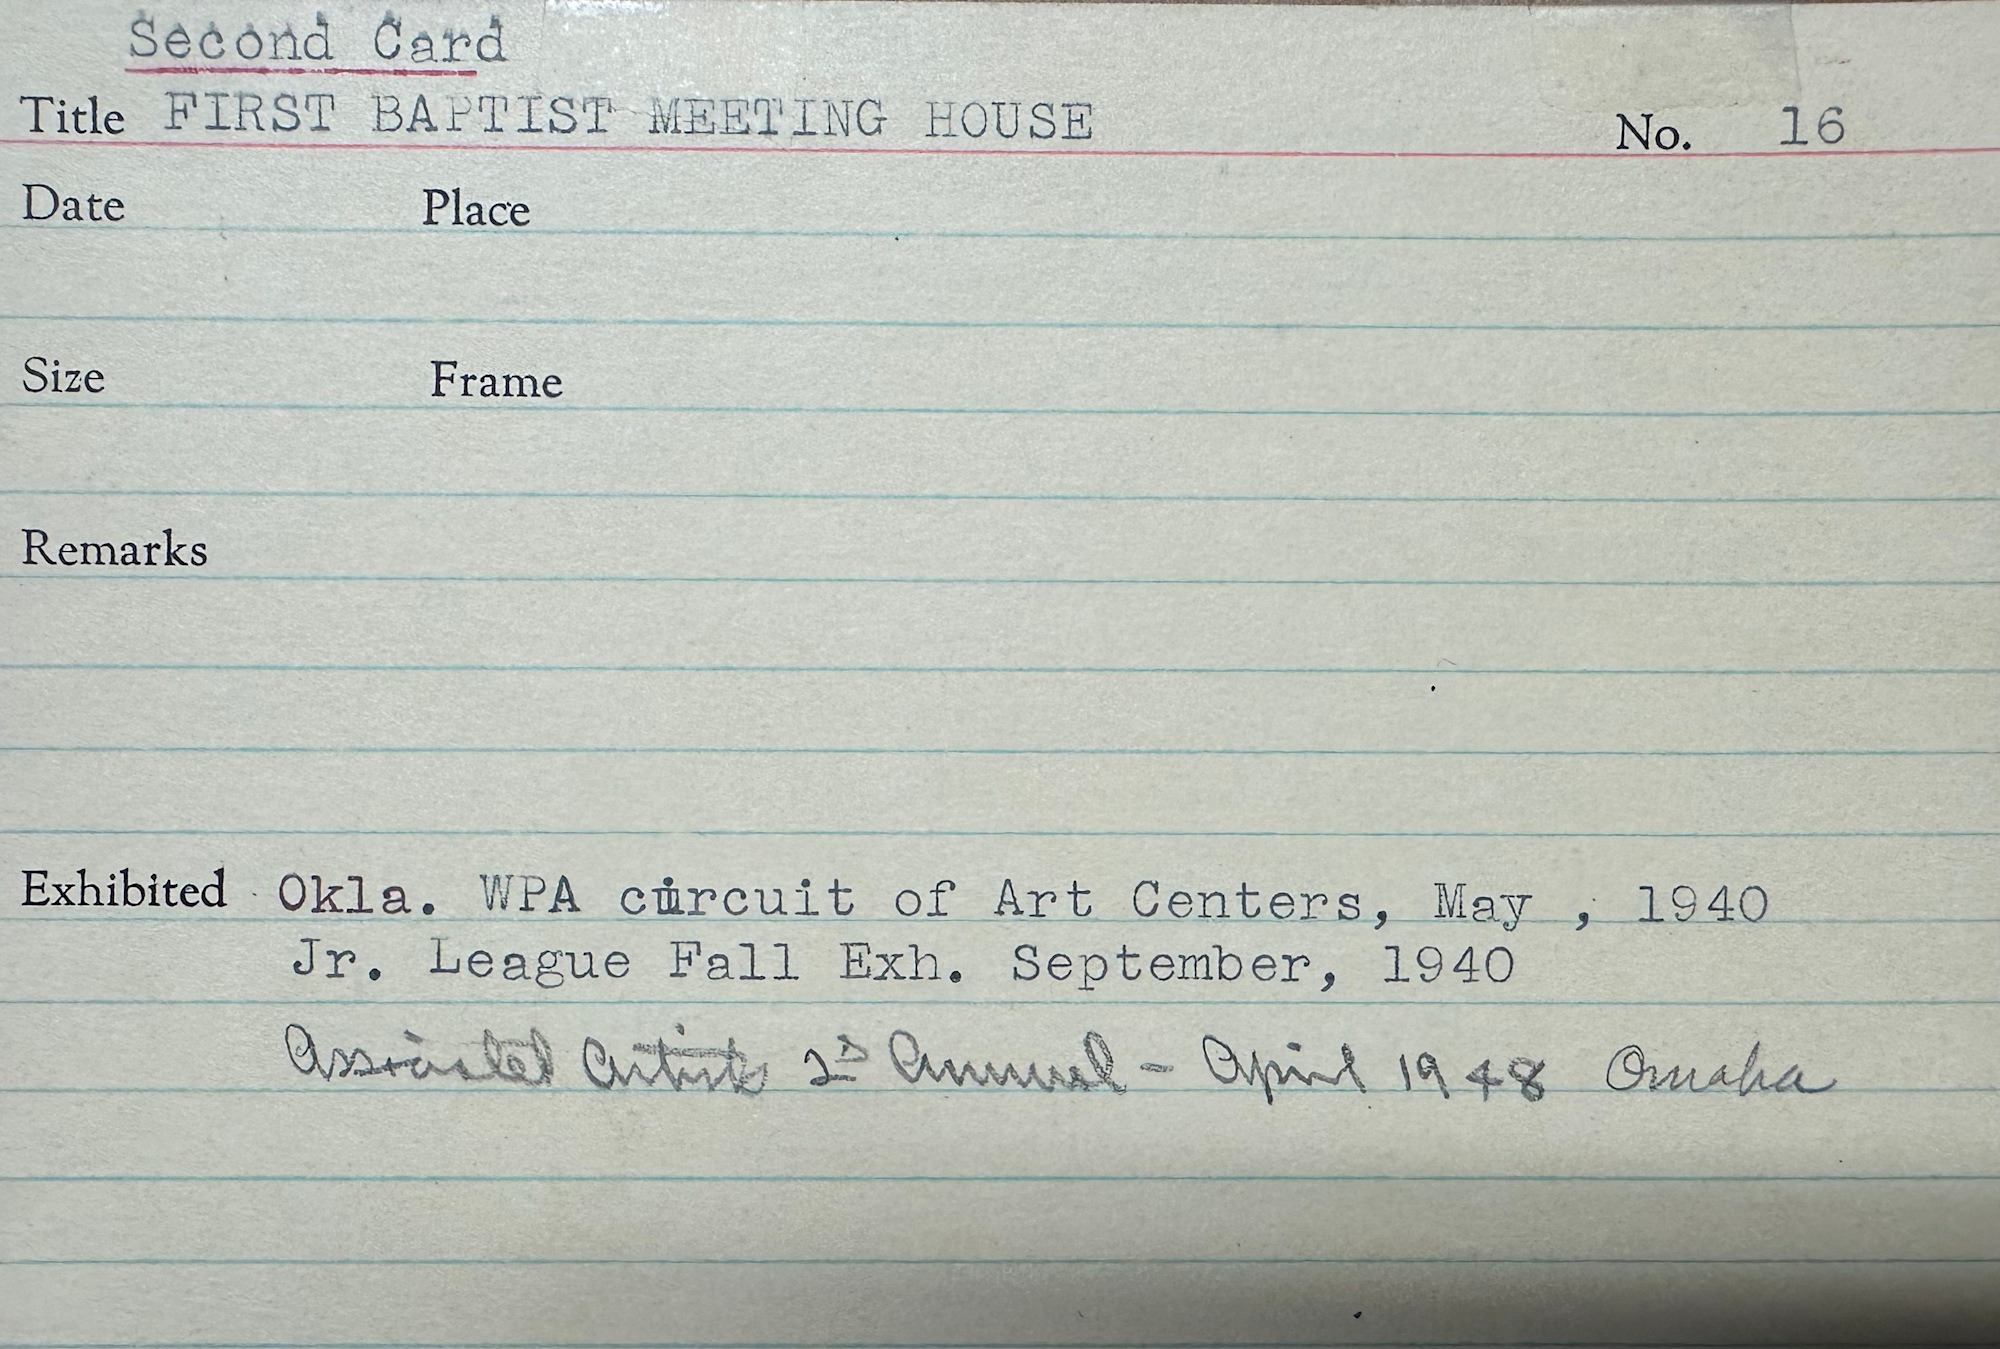 Second Card
Title FIRST BAPTIST MEETING HOUSE No. 16
Date Place
Size Frame
Remarks
Exhibited Okla. WPA circuit of Art Centers, May , 1940
Jr. League Fall Exh. September, 1940
Associated Artists 2d Annual - April 1948 Omaha